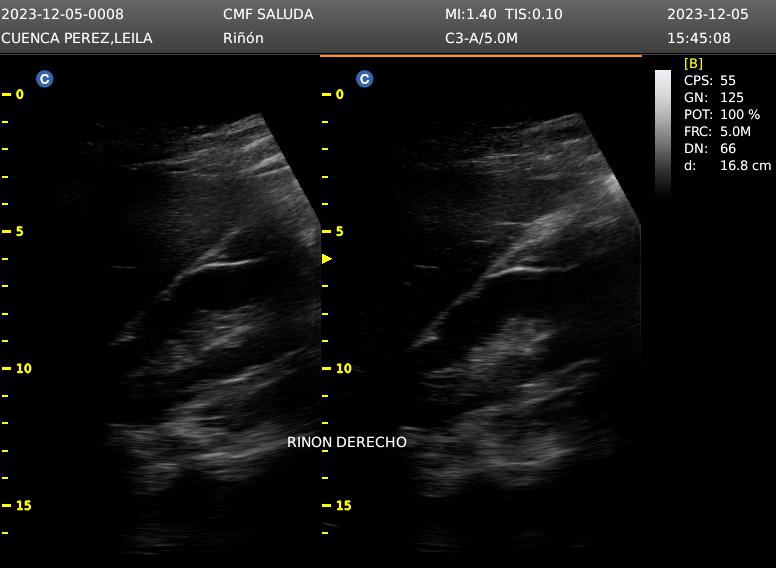 2023-12-05-0008 CMF SALUDA MI:1.40 TIS:0.10 2023-12-05
CUENCA PEREZ,LEILA Riñón C3-A/5.0M 15:45:08
[B]
CPS: 55
GN: 125
POT: 100 %
FRC: 5.0M
DN: 66
d: 16.8 cm
C C
0 0
5 5
10 10
RINON DERECHO
15 15